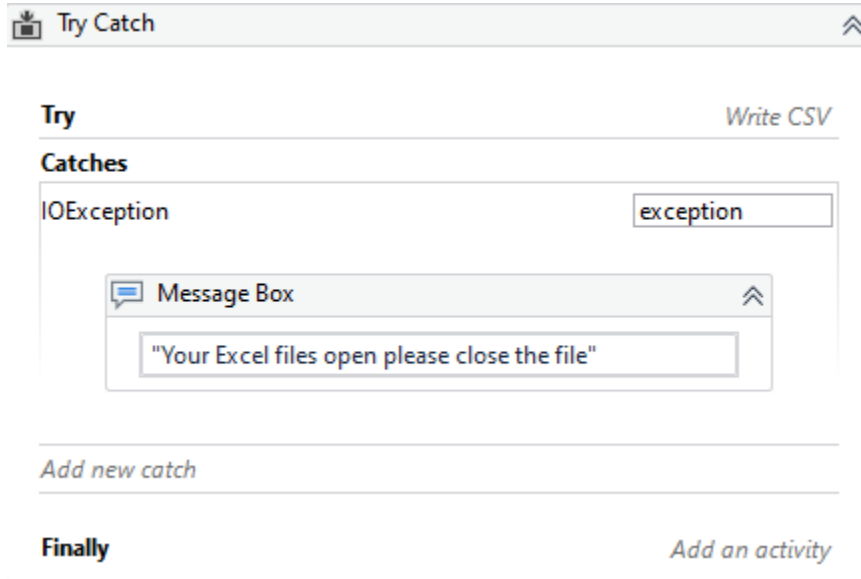 Try Catch
Try Write CSV
Catches
IOException exception
Message Box
"Your Excel files open please close the file"
Add new catch
Finally Add an activity